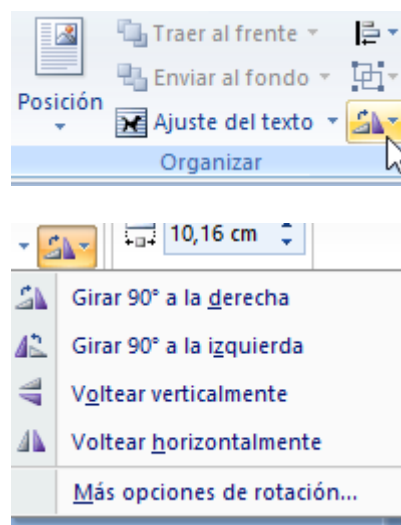 Traer al frente
Enviar al fondo
Posición
Ajuste del texto
Organizar
10,16 cm
Girar 90° a la derecha
Girar 90° a la izquierda
Voltear verticalmente
Voltear horizontalmente
Más opciones de rotación...